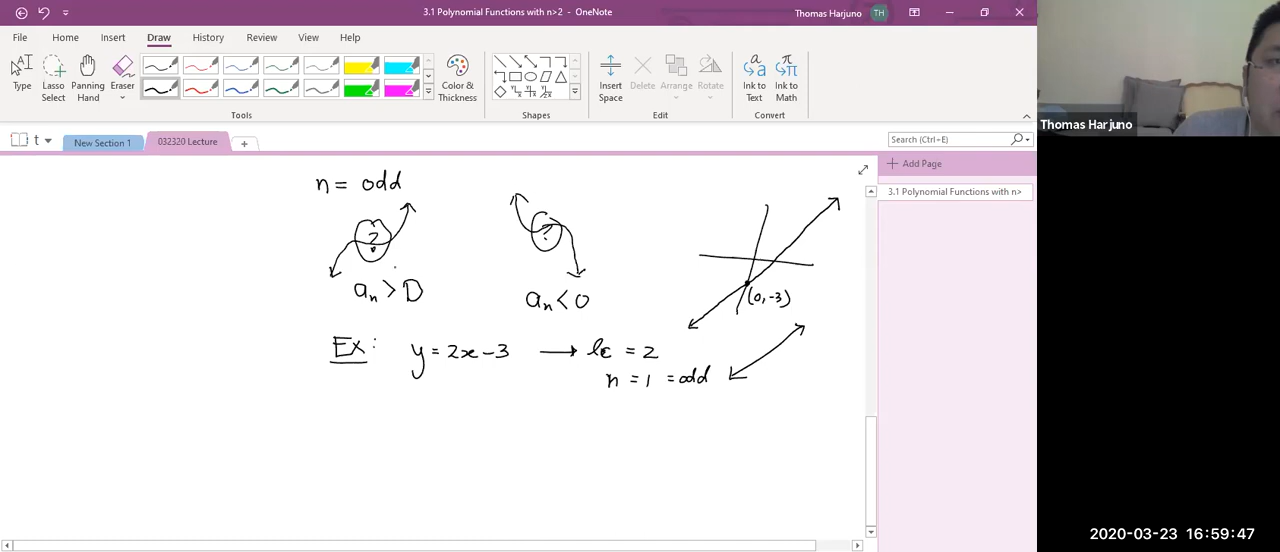 3.1 Polynomial Functions with n>2 - OneNote
Thomas Harjuno TH
File Home Insert Draw History Review View Help
Type Lasso Select Panning Hand Eraser
Color & Thickness
Insert Space Delete Arrange Rotate
Ink to Text Ink to Math
Tools Shapes Edit Convert
t New Section 1 032320 Lecture +
Search (Ctrl+E)
Add Page
3.1 Polynomial Functions with n>
n = odd
? ?
aₙ > 0 aₙ < 0
(0,-3)
Ex: y = 2x - 3 → lc = 2
n = 1 = odd
Thomas Harjuno
2020-03-23 16:59:47